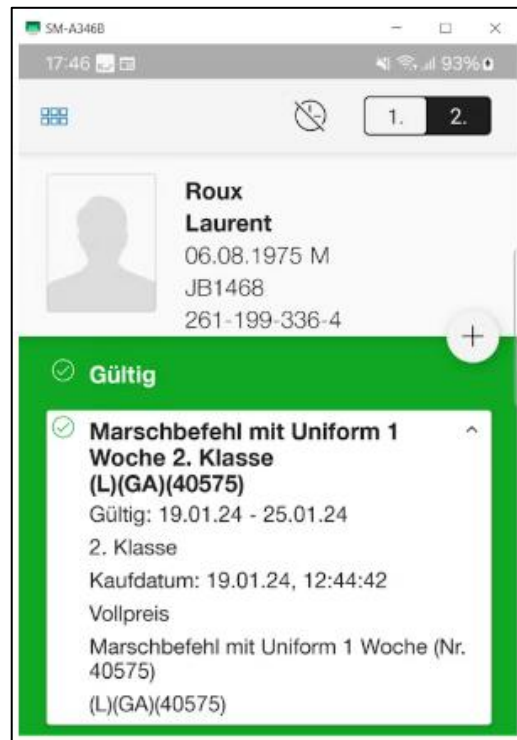 SM-A346B
17:46 93%
1. 2.
Roux
Laurent
06.08.1975 M
JB1468
261-199-336-4
Gültig
Marschbefehl mit Uniform 1
Woche 2. Klasse
(L)(GA)(40575)
Gültig: 19.01.24 - 25.01.24
2. Klasse
Kaufdatum: 19.01.24, 12:44:42
Vollpreis
Marschbefehl mit Uniform 1 Woche (Nr.
40575)
(L)(GA)(40575)